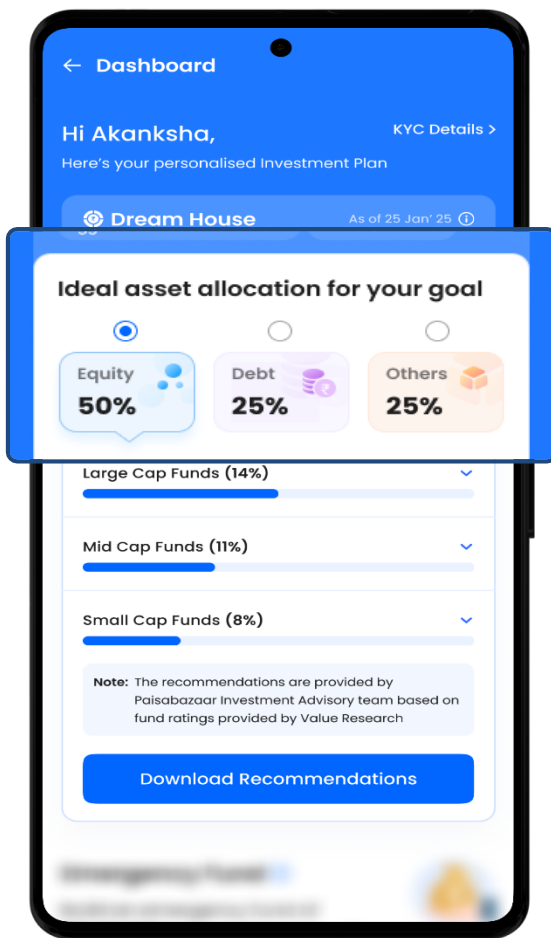 Dashboard
Hi Akanksha,
KYC Details >
Here's your personalised Investment Plan
Dream House
As of 25 Jan' 25
Ideal asset allocation for your goal
Equity
50%
Debt
25%
Others
25%
Large Cap Funds (14%)
Mid Cap Funds (11%)
Small Cap Funds (8%)
Note: The recommendations are provided by
Paisabazaar Investment Advisory team based on
fund ratings provided by Value Research
Download Recommendations